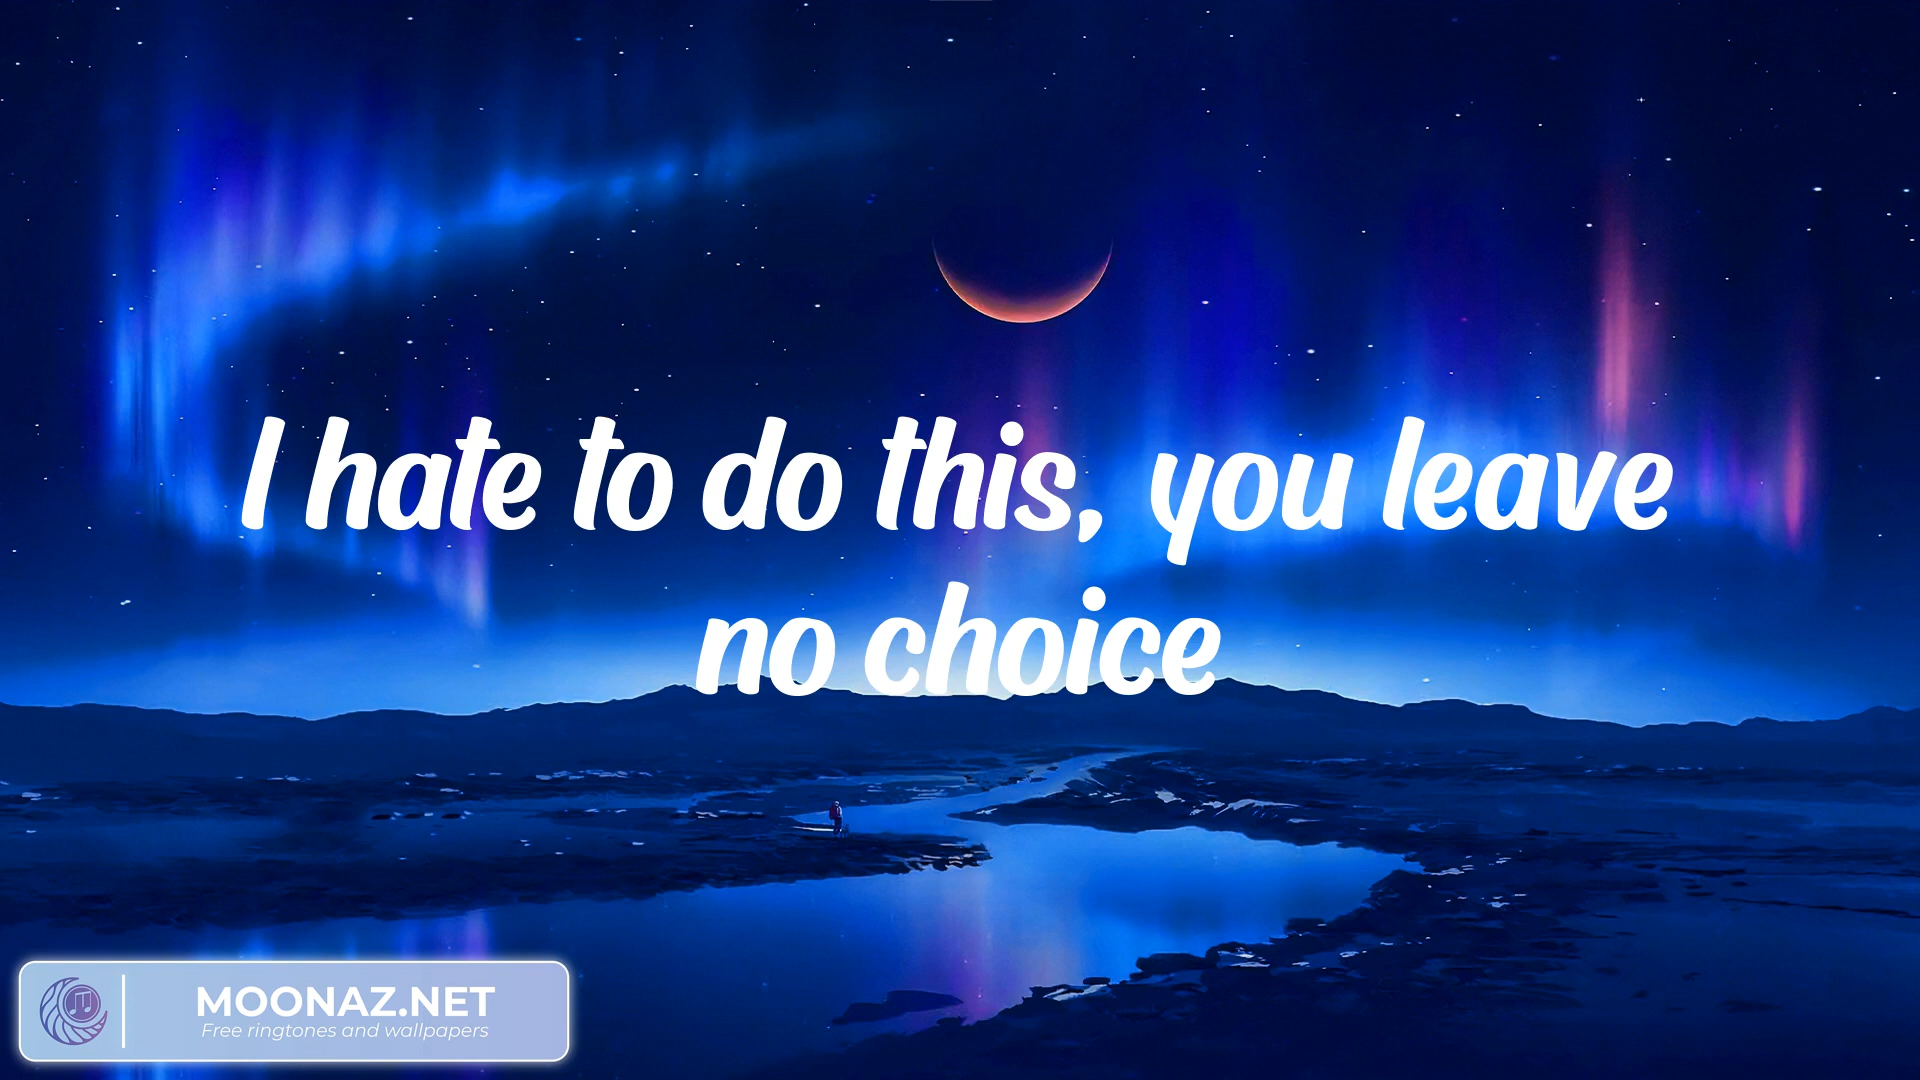 I hate to do this, you leave
no choice
MOONAZ.NET
Free ringtones and wallpapers